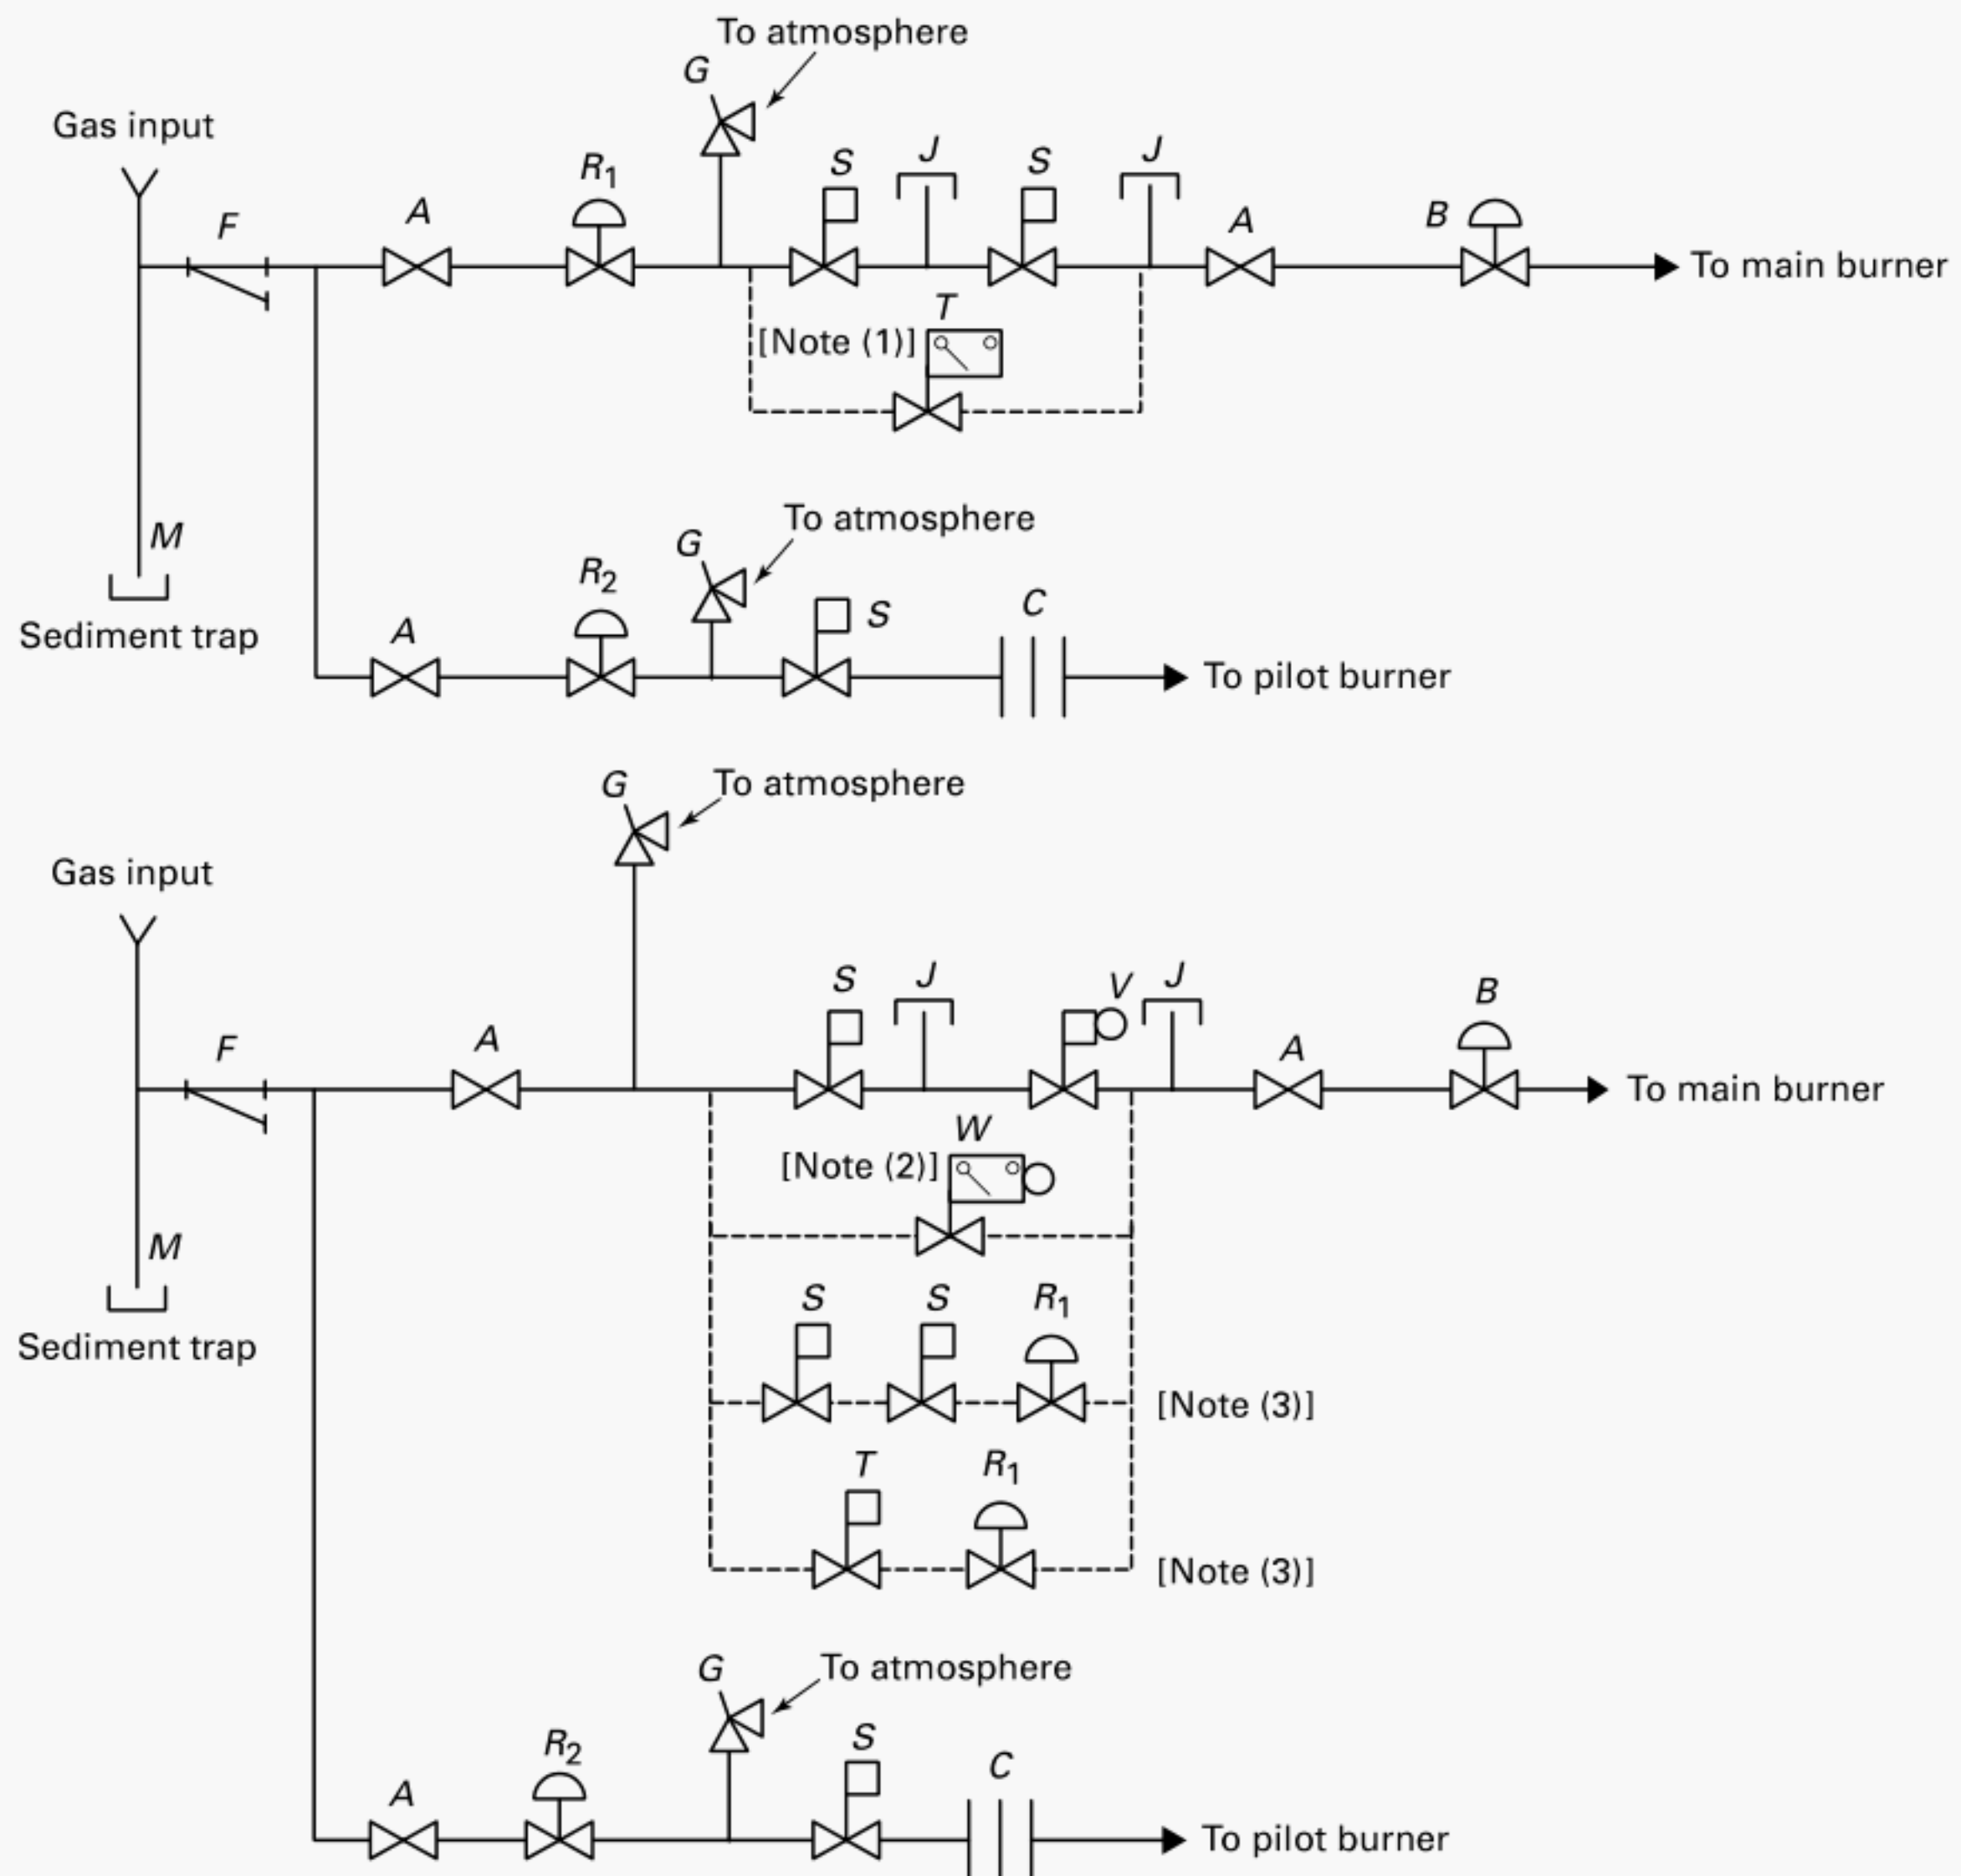 To atmosphere
G
Gas input
R1
S
J
S
J
F
A
A
B
To main burner
T
[Note (1)]
M
To atmosphere
G
R2
C
S
Sediment trap
A
To pilot burner
G
To atmosphere
Gas input
S
J
V
J
B
F
A
A
To main burner
W
[Note (2)]
M
S
S
R1
Sediment trap
[Note (3)]
T
R1
[Note (3)]
G
To atmosphere
R2
S
C
A
To pilot burner